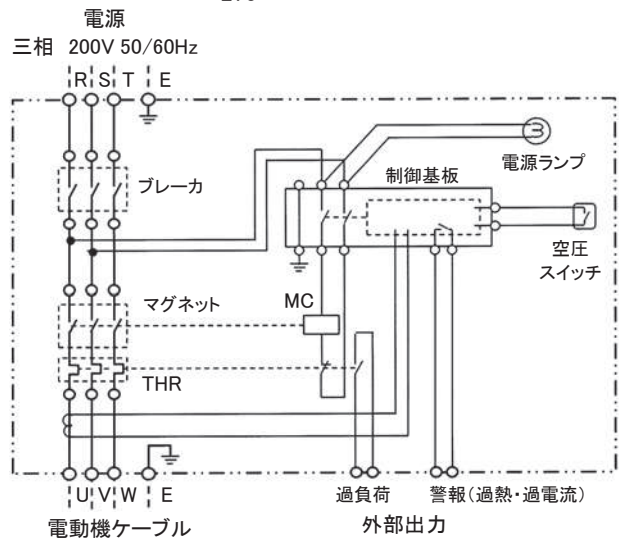 電源
三相 200V 50/60Hz
R S T E
電源ランプ
制御基板
ブレーカ
空圧
スイッチ
マグネット
MC
THR
U V W E
過負荷
警報(過熱・過電流)
電動機ケーブル
外部出力